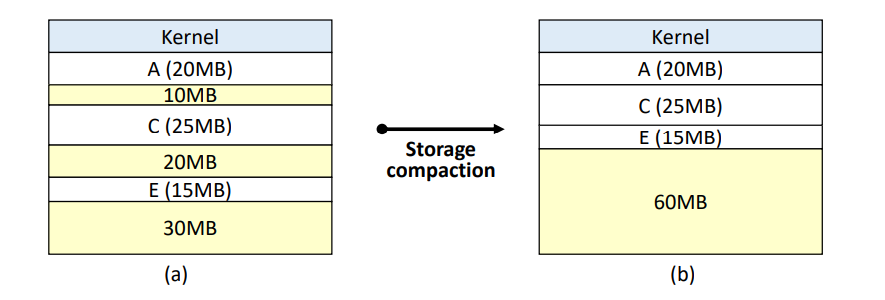 Kernel
A (20MB)
10MB
C (25MB)
20MB
E (15MB)
30MB
(a)
Storage
compaction
Kernel
A (20MB)
C (25MB)
E (15MB)
60MB
(b)